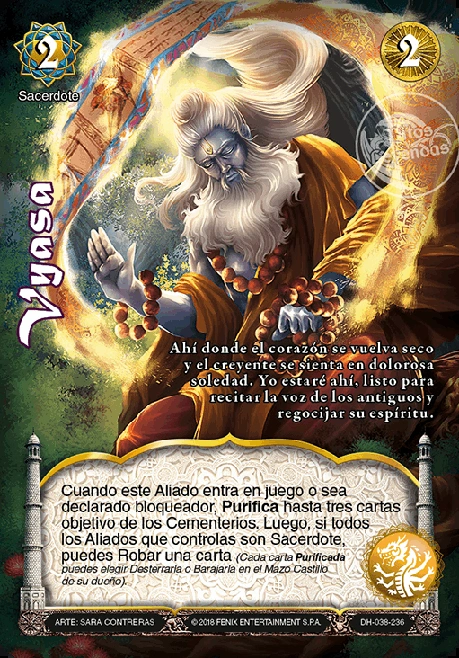 2
2
Sacerdote
Mitos
Leyendas
Vyasa
Ahí donde el corazón se vuelva seco
y el creyente se sienta en dolorosa
soledad. Yo estaré ahí, listo para
recitar la voz de los antiguos y
regocijar su espíritu.
Cuando este Aliado entra en juego o sea
declarado bloqueador, Purifica hasta tres cartas
objetivo de los Cementerios. Luego, si todos
los Aliados que controlas son Sacerdote,
puedes Robar una carta (Cada carta Purificada
puedes elegir Desterrarla o Barajarla en el Mazo Castillo
de su dueño).
ARTE: SARA CONTRERAS
© 2018 FENIX ENTERTAINMENT S.P.A.
DH-038-236